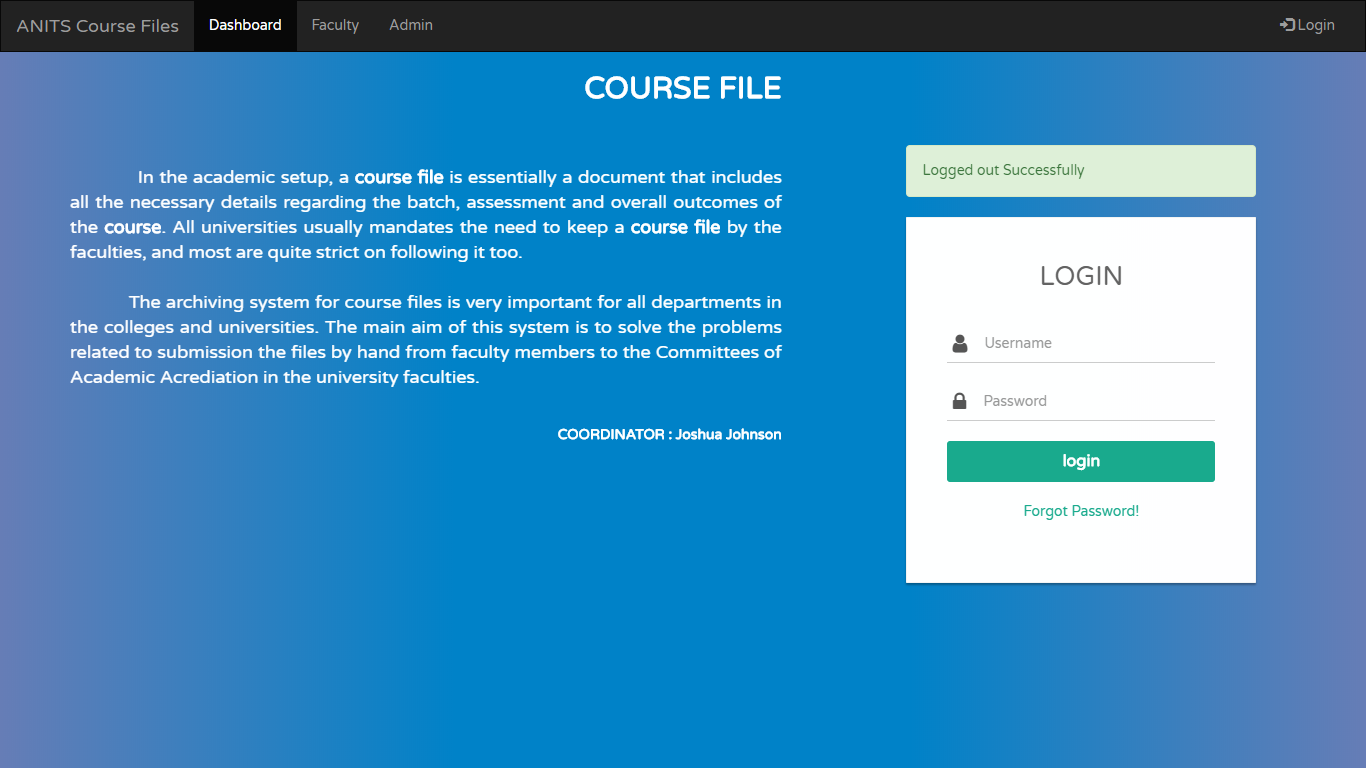 ANITS Course Files Dashboard Faculty Admin Login
COURSE FILE
In the academic setup, a course file is essentially a document that includes
all the necessary details regarding the batch, assessment and overall outcomes of
the course. All universities usually mandates the need to keep a course file by the
faculties, and most are quite strict on following it too.
The archiving system for course files is very important for all departments in
the colleges and universities. The main aim of this system is to solve the problems
related to submission the files by hand from faculty members to the Committees of
Academic Acrediation in the university faculties.
COORDINATOR : Joshua Johnson
Logged out Successfully
LOGIN
Username
Password
login
Forgot Password!